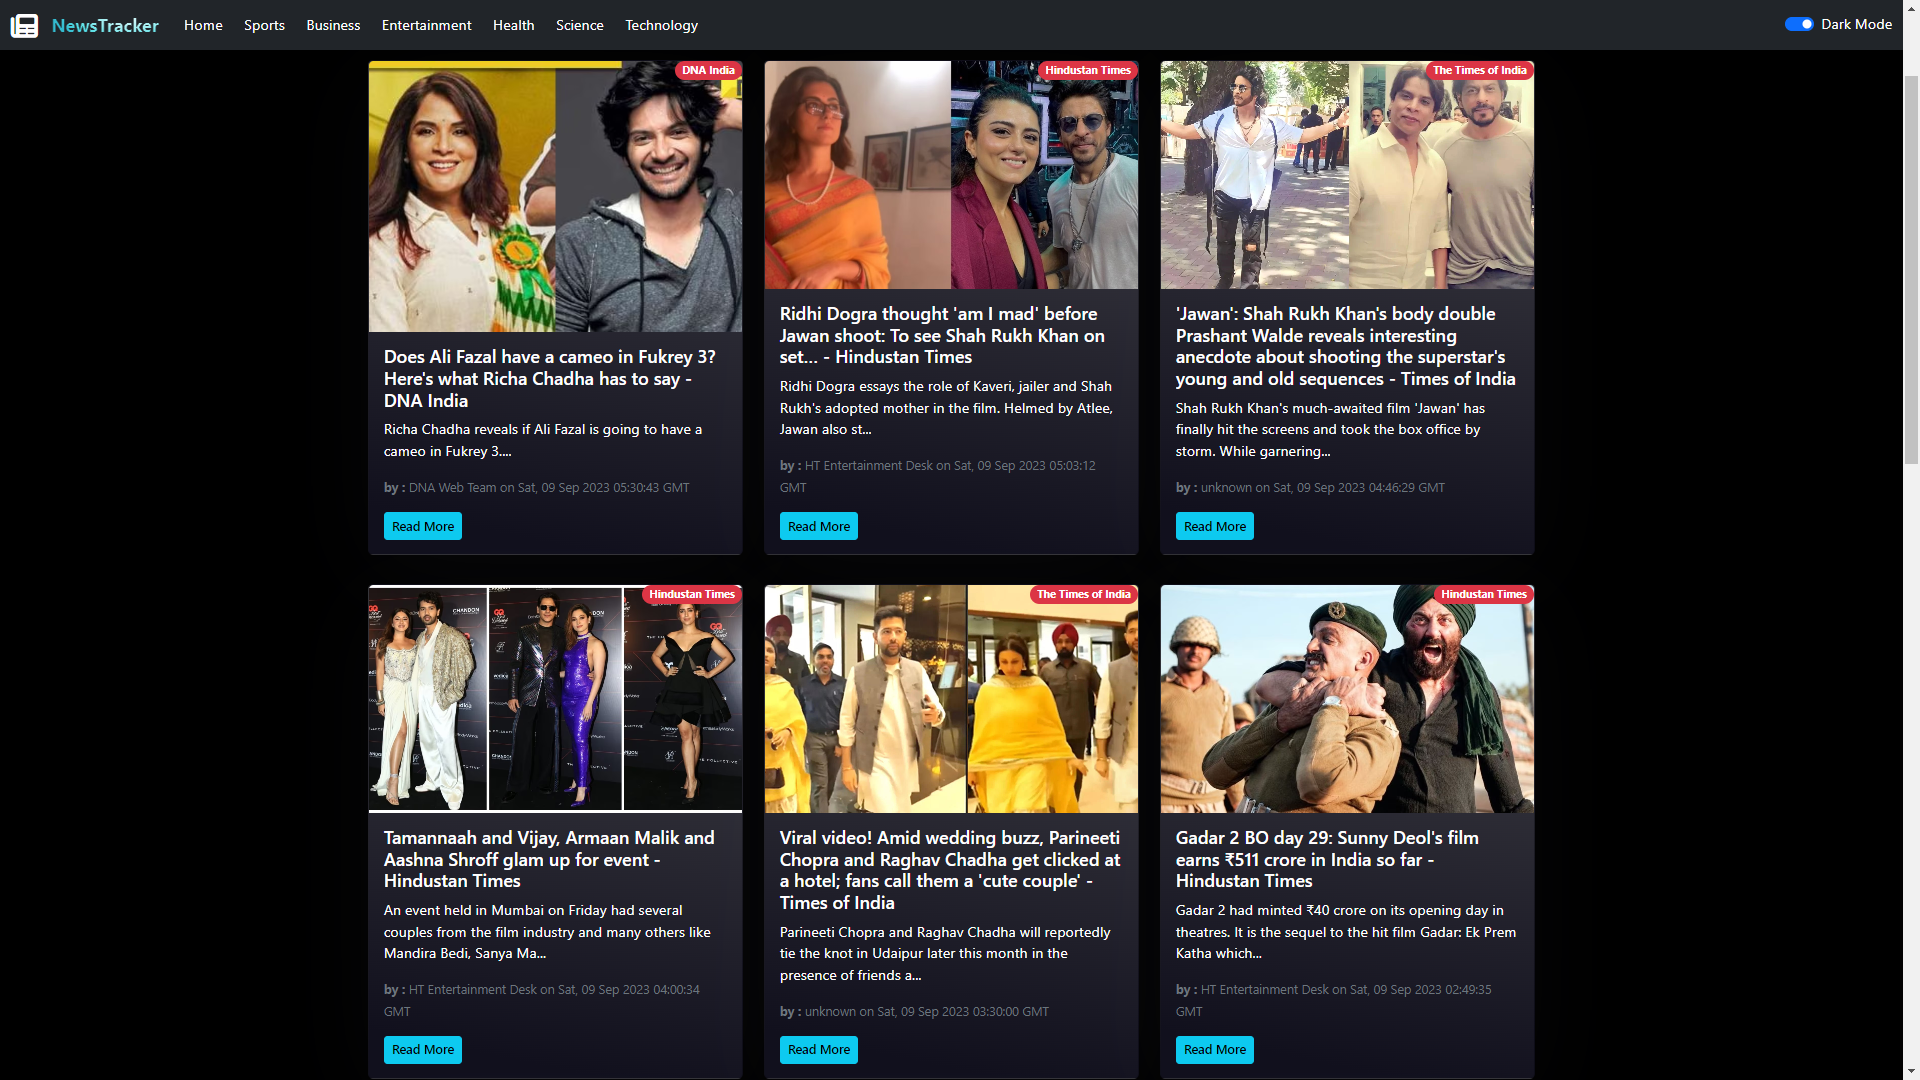 NewsTracker Home Sports Business Entertainment Health Science Technology Dark Mode
DNA India
Does Ali Fazal have a cameo in Fukrey 3?
Here's what Richa Chadha has to say -
DNA India
Richa Chadha reveals if Ali Fazal is going to have a
cameo in Fukrey 3....
by : DNA Web Team on Sat, 09 Sep 2023 05:30:43 GMT
Read More
Hindustan Times
Ridhi Dogra thought 'am I mad' before
Jawan shoot: To see Shah Rukh Khan on
set... - Hindustan Times
Ridhi Dogra essays the role of Kaveri, jailer and Shah
Rukh's adopted mother in the film. Helmed by Atlee,
Jawan also st...
by : HT Entertainment Desk on Sat, 09 Sep 2023 05:03:12
GMT
Read More
The Times of India
'Jawan': Shah Rukh Khan's body double
Prashant Walde reveals interesting
anecdote about shooting the superstar's
young and old sequences - Times of India
Shah Rukh Khan's much-awaited film 'Jawan' has
finally hit the screens and took the box office by
storm. While garnering...
by : unknown on Sat, 09 Sep 2023 04:46:29 GMT
Read More
Hindustan Times
CHANDON
CHANDON
Tamannaah and Vijay, Armaan Malik and
Aashna Shroff glam up for event -
Hindustan Times
An event held in Mumbai on Friday had several
couples from the film industry and many others like
Mandira Bedi, Sanya Ma...
by : HT Entertainment Desk on Sat, 09 Sep 2023 04:00:34
GMT
Read More
The Times of India
Viral video! Amid wedding buzz, Parineeti
Chopra and Raghav Chadha get clicked at
a hotel; fans call them a 'cute couple' -
Times of India
Parineeti Chopra and Raghav Chadha will reportedly
tie the knot in Udaipur later this month in the
presence of friends a...
by : unknown on Sat, 09 Sep 2023 03:30:00 GMT
Read More
Hindustan Times
Gadar 2 BO day 29: Sunny Deol's film
earns ₹511 crore in India so far -
Hindustan Times
Gadar 2 had minted ₹40 crore on its opening day in
theatres. It is the sequel to the hit film Gadar: Ek Prem
Katha which...
by : HT Entertainment Desk on Sat, 09 Sep 2023 02:49:35
GMT
Read More